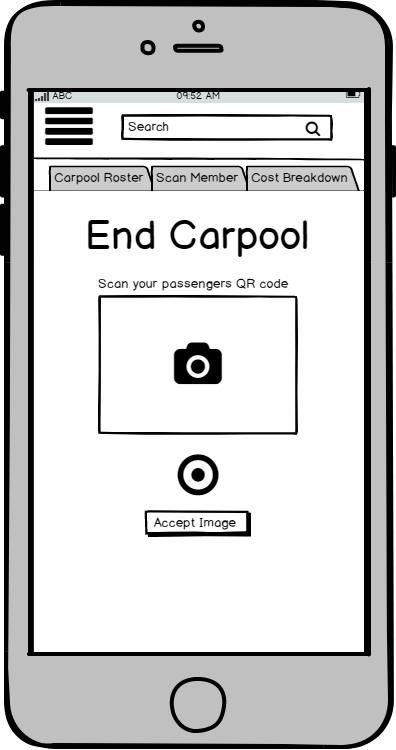 ABC 09:52 AM
Search
Carpool Roster Scan Member Cost Breakdown
End Carpool
Scan your passengers QR code
Accept Image